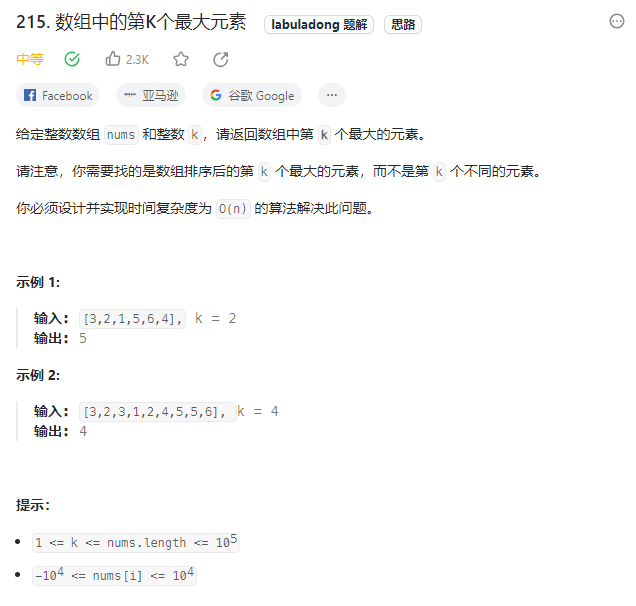 215. 数组中的第K个最大元素 labuladong 题解 思路
中等 2.3K
Facebook 亚马逊 谷歌 Google ...
给定整数数组 nums 和整数 k，请返回数组中第 k 个最大的元素。
请注意，你需要找的是数组排序后的第 k 个最大的元素，而不是第 k 个不同的元素。
你必须设计并实现时间复杂度为 O(n) 的算法解决此问题。
示例 1:
输入: [3,2,1,5,6,4], k = 2
输出: 5
示例 2:
输入: [3,2,3,1,2,4,5,5,6], k = 4
输出: 4
提示：
• 1 <= k <= nums.length <= 10⁵
• -10⁴ <= nums[i] <= 10⁴